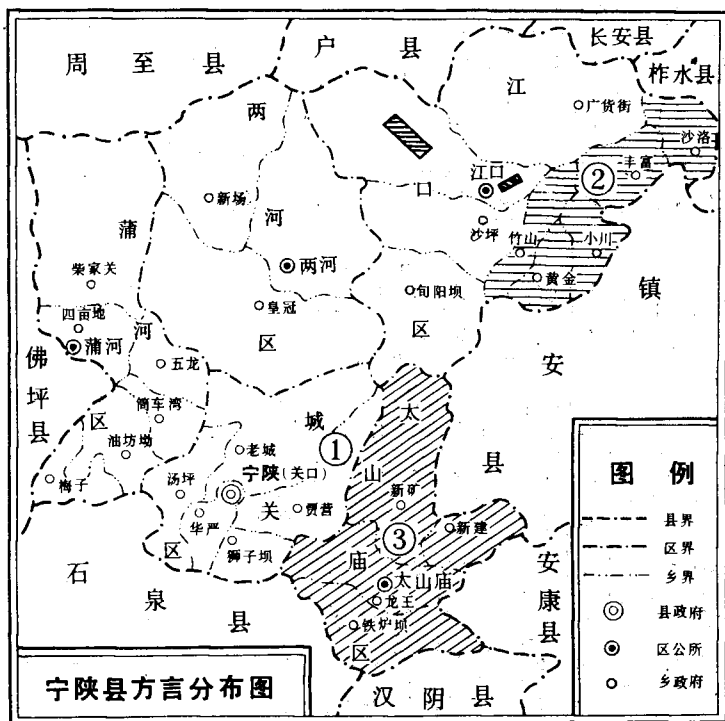 周至县
户县
长安县
柞水县
江
广货街
沙洛
两
丰富
江口
②
口
新场
蒲
沙坪
竹山
小川
河
两河
黄金
镇
柴家关
旬阳坝
四亩地
皇冠
河
蒲河
区
区
安
佛坪县
五龙
筒车湾
太
区
城
①
油坊坳
老城
山
县
宁陕(关口)
汤坪
梅子
新矿
关
贾营
华严
新建
③
狮子坝
庙
区
太山庙
安康县
石泉县
龙王
铁炉坝
区
汉阴县
宁陕县方言分布图
图例
县界
区界
乡界
县政府
区公所
乡政府